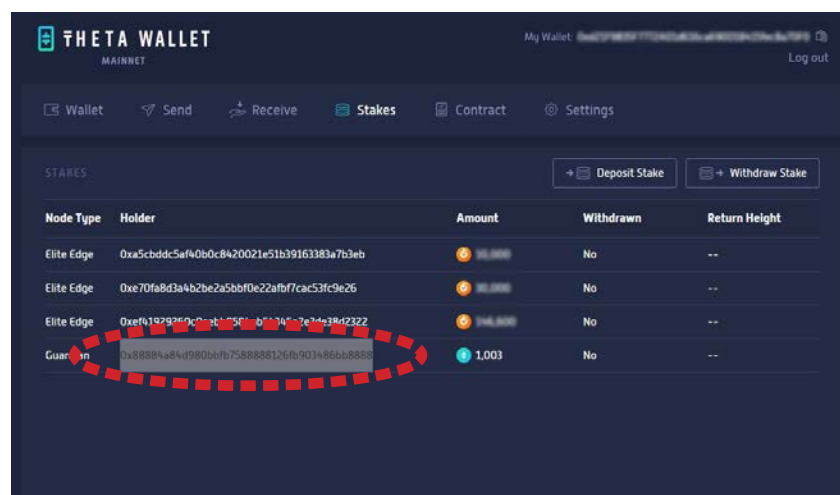 THETA WALLET
MAINNET
My Wallet:
Log out
Wallet Send Receive Stakes Contract Settings
STAKES
Deposit Stake Withdraw Stake
Node Type Holder Amount Withdrawn Return Height
Elite Edge 0xa5cbddc5af40b0c8420021e51b39163383a7b3eb No --
Elite Edge 0xe70fa8d3a4b2be2a5bbf0e22afbf7cac53fc9e26 No --
Elite Edge No --
Guardian 0x88884a84d980bbfb7588888126fb903486bb8888 1,003 No --